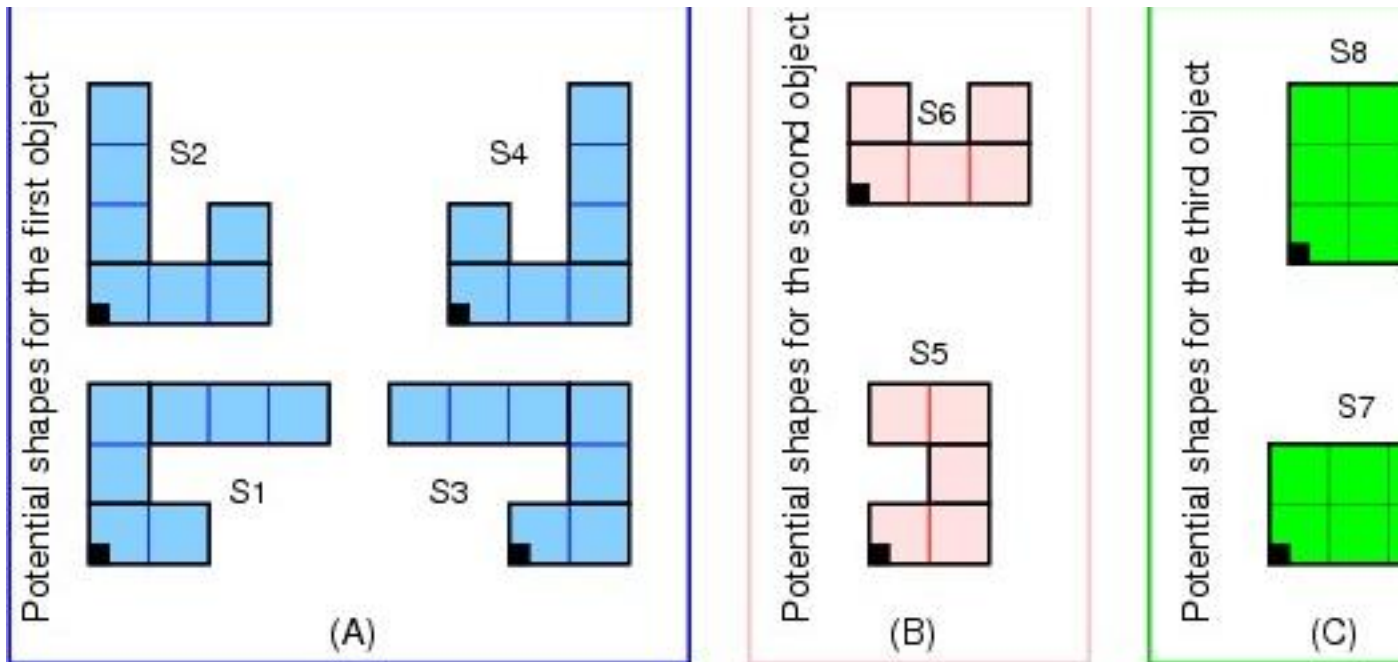 Potential shapes for the first object
S2
S4
S1
S3
(A)
Potential shapes for the second object
S6
S5
(B)
Potential shapes for the third object
S8
S7
(C)